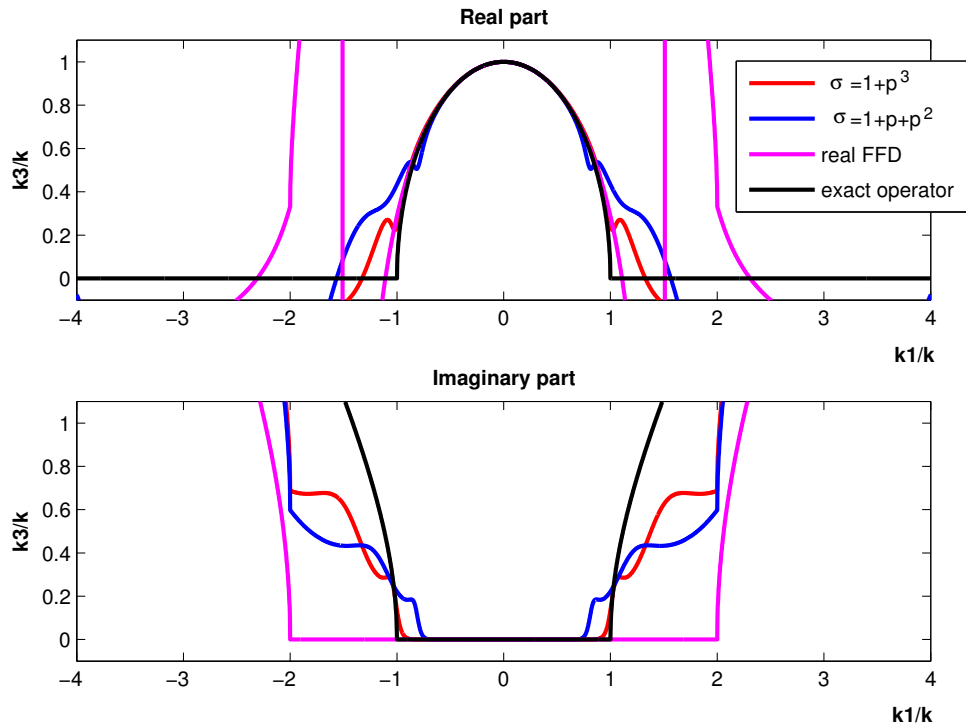 Real part
k3/k
1
0.8
0.6
0.4
0.2
0
−4 −3 −2 −1 0 1 2 3 4
k1/k
σ =1+p^3
σ =1+p+p^2
real FFD
exact operator
Imaginary part
k3/k
1
0.8
0.6
0.4
0.2
0
−4 −3 −2 −1 0 1 2 3 4
k1/k